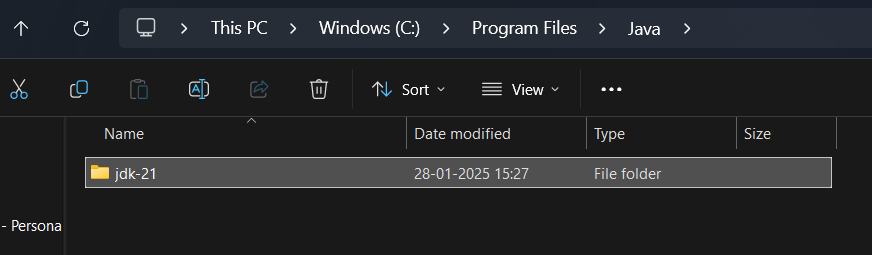 This PC > Windows (C:) > Program Files > Java >
Sort View
Name Date modified Type Size
jdk-21 28-01-2025 15:27 File folder
- Persona